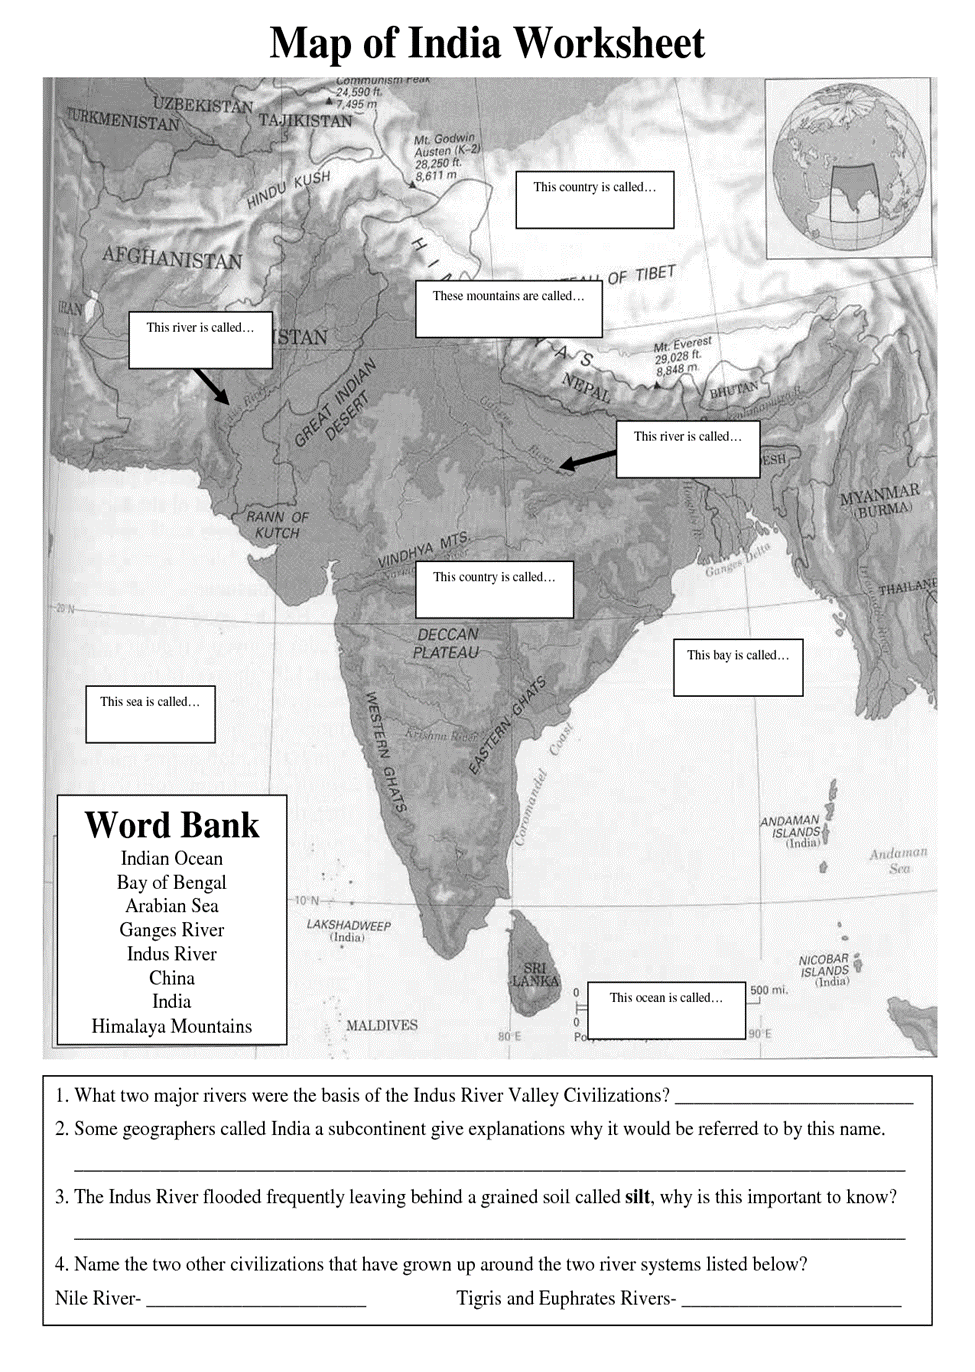 Map of India Worksheet
Communism Peak
24,590 ft.
7,495 m
UZBEKISTAN
TURKMENISTAN
TAJIKISTAN
Mt. Godwin
Austen (K-2)
28,250 ft.
8,611 m
HINDU KUSH
This country is called…
AFGHANISTAN
H I
OF TIBET
These mountains are called…
IRAN
This river is called…
ISTAN
Y A S
Mt. Everest
29,028 ft.
8,848 m
NEPAL
BHUTAN
GREAT INDIAN
DESERT
River
This river is called…
River
DESH
MYANMAR
(BURMA)
RANN OF
KUTCH
VINDHYA MTS.
Ganges Delta
This country is called…
THAILAND
20°N
DECCAN
PLATEAU
This bay is called…
This sea is called…
WESTERN GHATS
EASTERN GHATS
Krishna River
Coromandel Coast
Word Bank
Indian Ocean
Bay of Bengal
Arabian Sea
Ganges River
Indus River
China
India
Himalaya Mountains
ANDAMAN
ISLANDS
(India)
Andaman
Sea
10°N
LAKSHADWEEP
(India)
NICOBAR
ISLANDS
(India)
SRI
LANKA
0
500 mi.
This ocean is called…
0
MALDIVES
80°E
90°E
1. What two major rivers were the basis of the Indus River Valley Civilizations? ________________________
2. Some geographers called India a subcontinent give explanations why it would be referred to by this name.
3. The Indus River flooded frequently leaving behind a grained soil called silt, why is this important to know?
4. Name the two other civilizations that have grown up around the two river systems listed below?
Nile River- ______________________ Tigris and Euphrates Rivers- ______________________